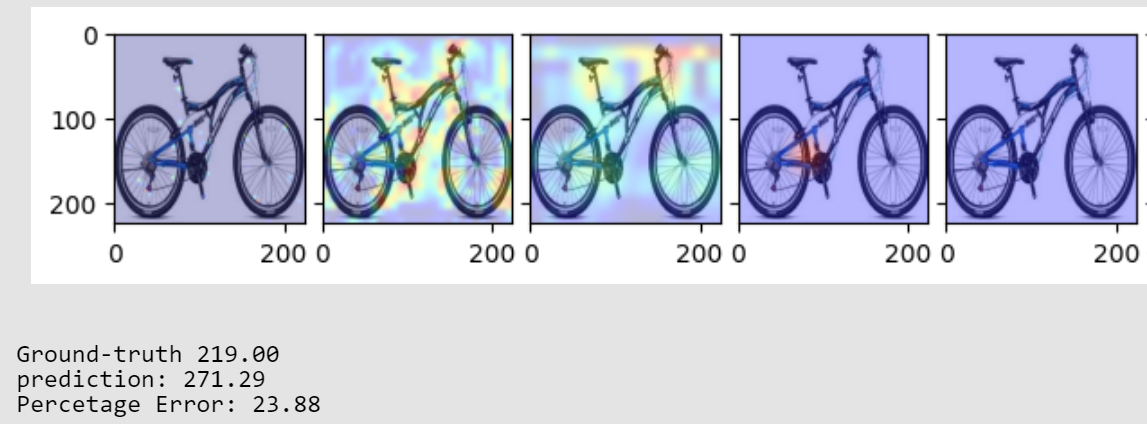 0
100
200
0 200 0 200 0 200 0 200 0 200
Ground-truth 219.00
prediction: 271.29
Percetage Error: 23.88